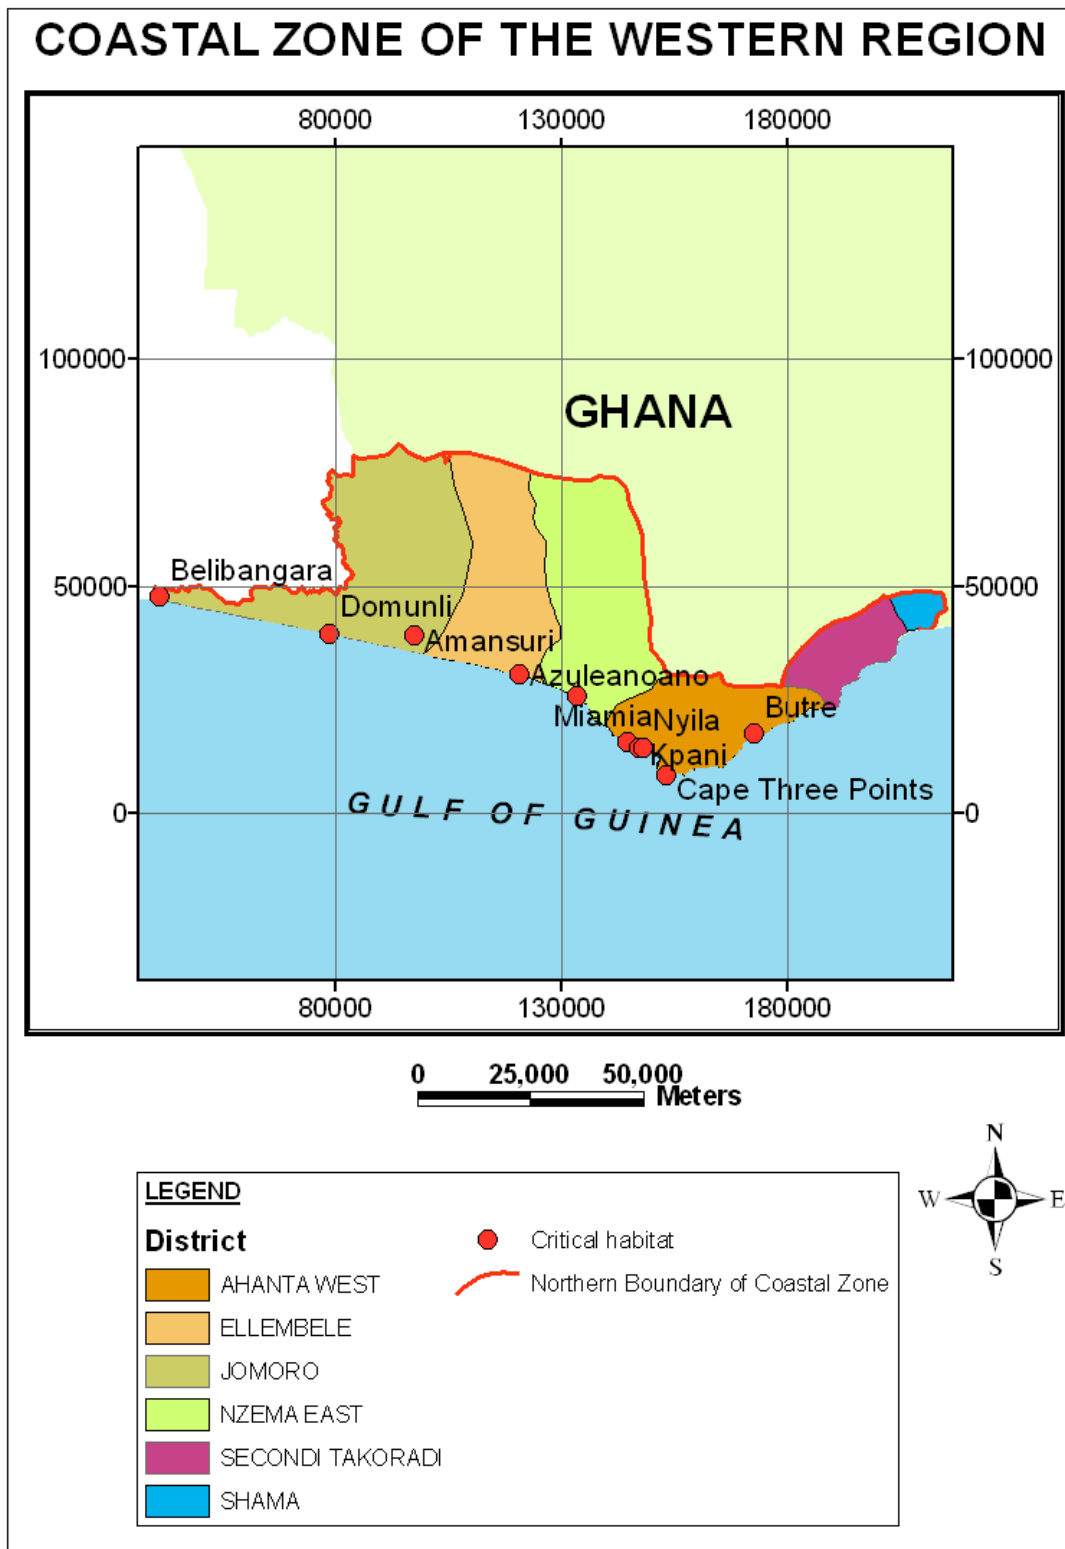 COASTAL ZONE OF THE WESTERN REGION
80000 130000 180000
100000 100000
GHANA
Belibangara
50000 50000
Domunli
Amansuri
Azuleanoano
Miamia Nyila Butre
Kpani
Cape Three Points
GULF OF GUINEA
0 0
80000 130000 180000
0 25,000 50,000
Meters
N
W E
S
LEGEND
District
Critical habitat
AHANTA WEST
Northern Boundary of Coastal Zone
ELLEMBELE
JOMORO
NZEMA EAST
SECONDI TAKORADI
SHAMA